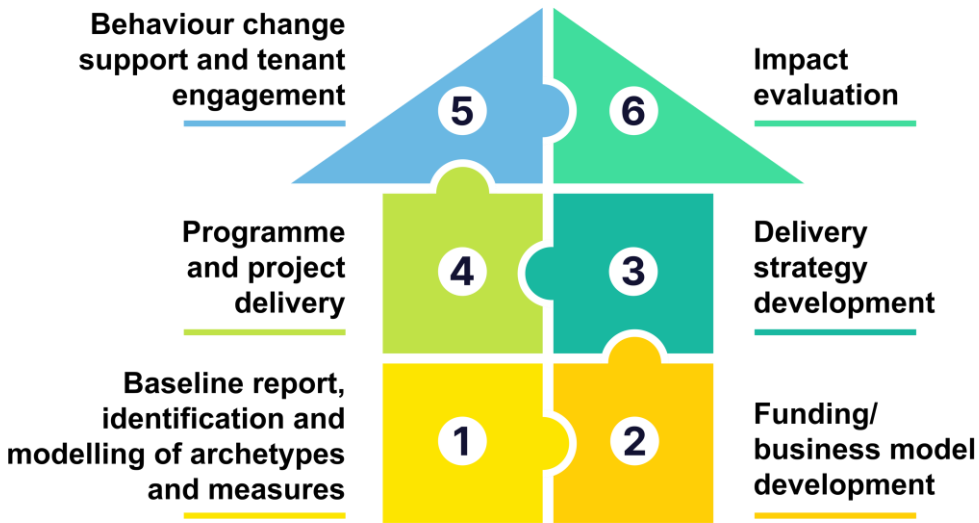 Behaviour change
support and tenant
engagement
5
6
Impact
evaluation
Programme
and project
delivery
4
3
Delivery
strategy
development
Baseline report,
identification and
modelling of archetypes
and measures
1
2
Funding/
business model
development